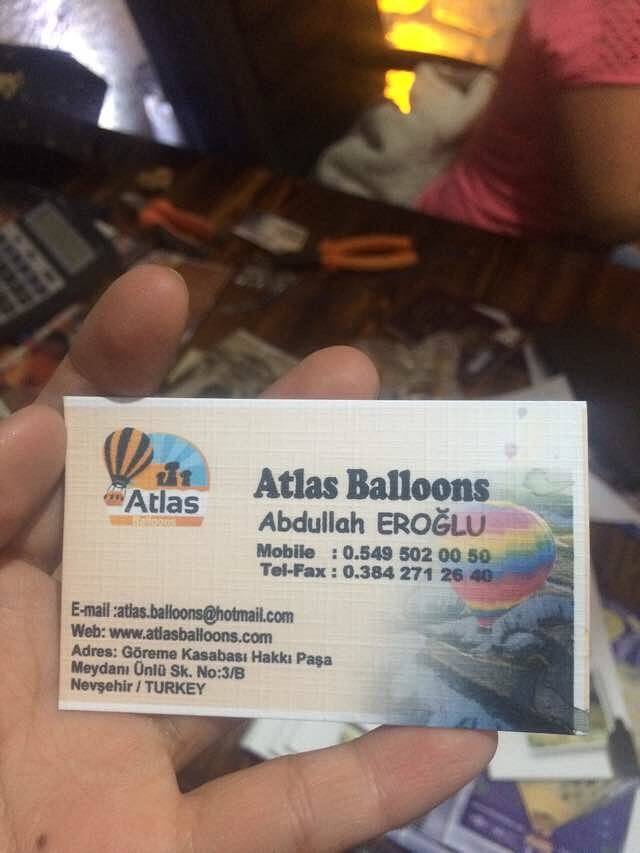 Atlas
Balloons
Atlas Balloons
Abdullah EROĞLU
Mobile : 0.549 502 00 50
Tel-Fax : 0.384 271 26 40
E-mail :atlas.balloons@hotmail.com
Web: www.atlasballoons.com
Adres: Göreme Kasabası Hakkı Paşa
Meydanı Ünlü Sk. No:3/B
Nevşehir / TURKEY